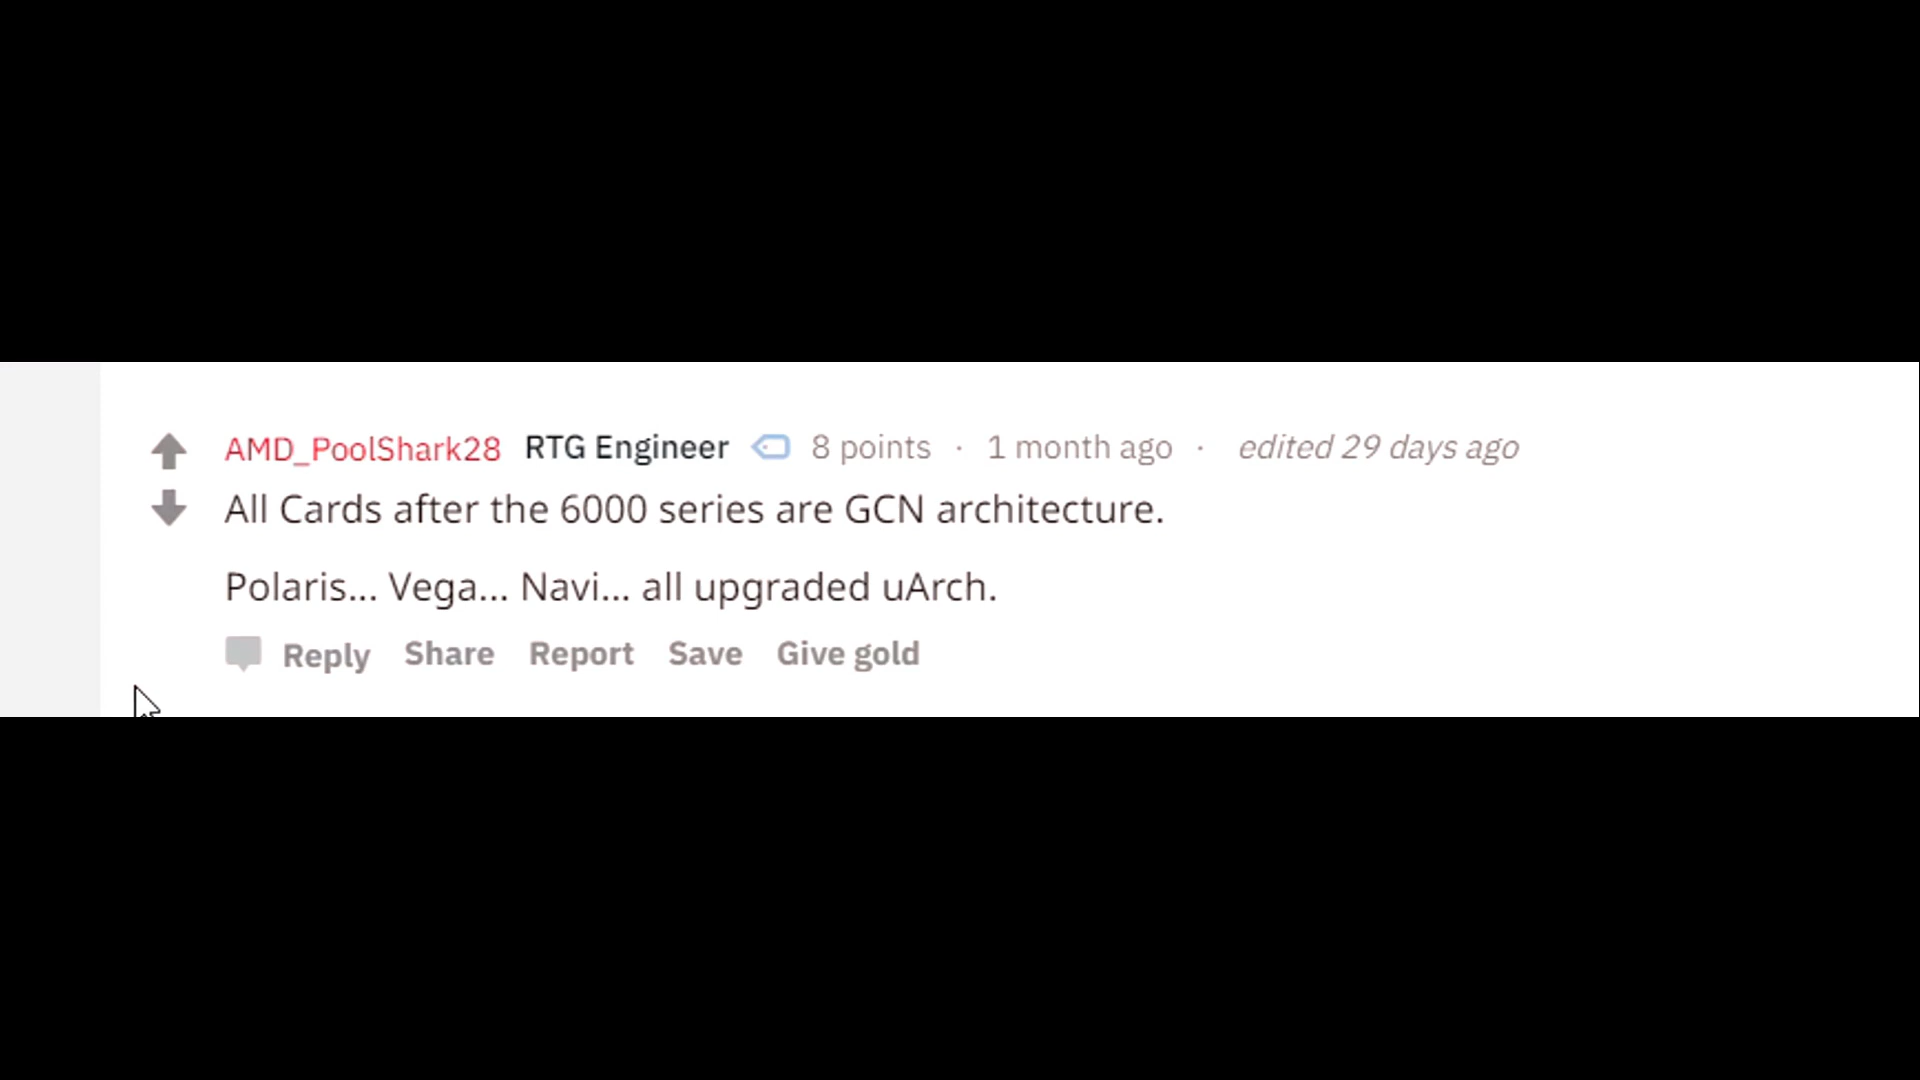 AMD_PoolShark28 RTG Engineer 8 points · 1 month ago · edited 29 days ago
All Cards after the 6000 series are GCN architecture.
Polaris... Vega... Navi... all upgraded uArch.
Reply Share Report Save Give gold